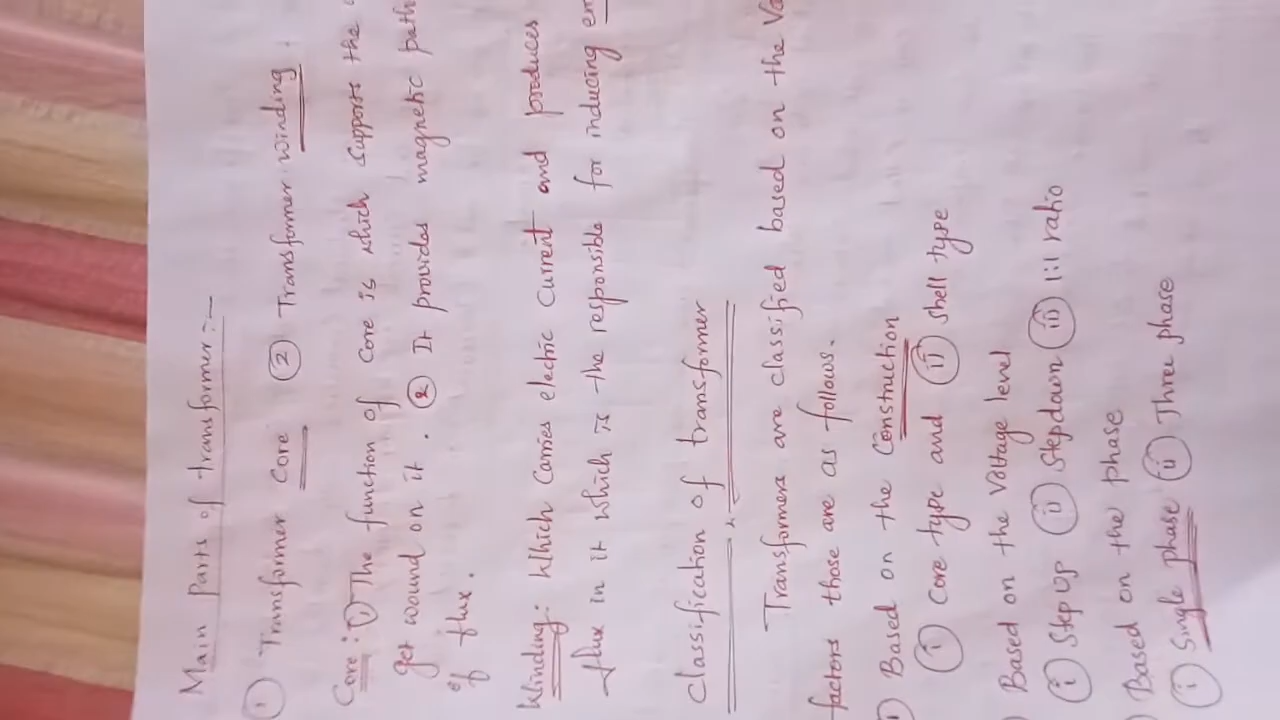 Main Parts of transformer:-
① Transformer core ② Transformer winding.
Core: ① The function of core is which supports the
get wound on it. ② It provides magnetic path
of flux.
Winding: Which carries electric current and produces
flux in it which is the responsible for inducing
Classification of transformer
Transformers are classified based on the
factors those are as follows.
Based on the Construction
① Core type and ② Shell type
Based on the Voltage level
ⓘ Step up ⓘⓘ Stepdown ⓘⓘⓘ 1:1 ratio
Based on the phase
ⓘ Single phase ⓘⓘ Three phase